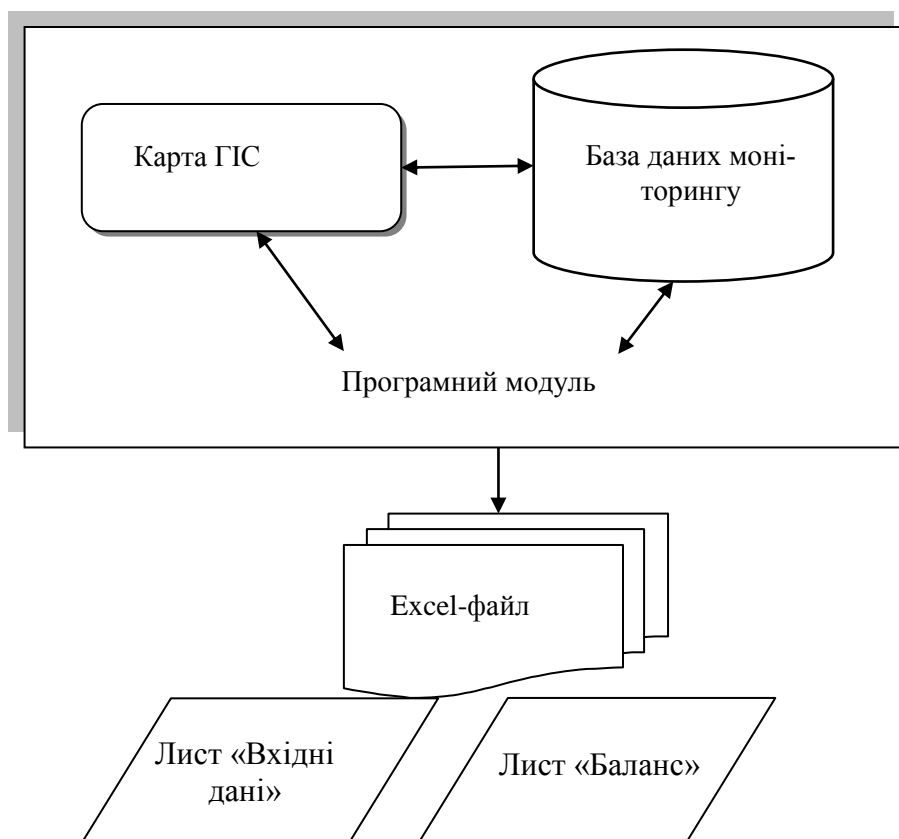 Карта ГІС
База даних моні-
торингу
Програмний модуль
Excel-файл
Лист «Вхідні
дані»
Лист «Баланс»